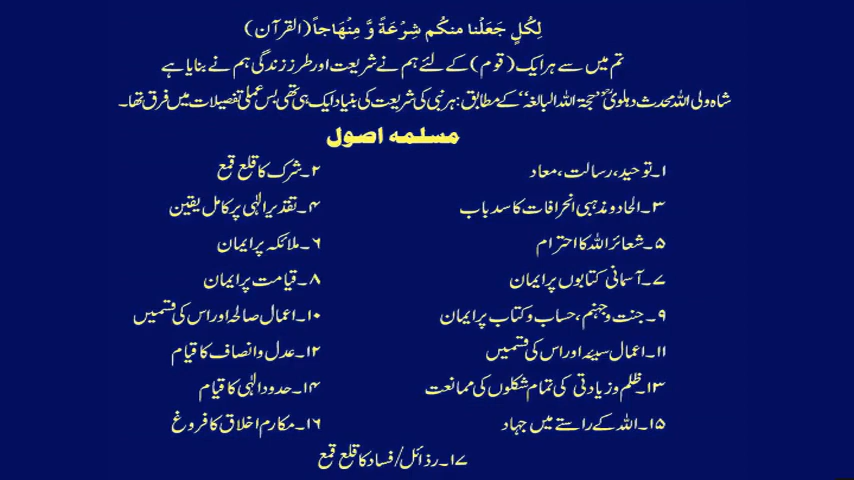 لِكُلٍ جَعَلْنا منكُم شِرْعَةً وَّ مِنْهَاجاً (القرآن)
تم میں سے ہر ایک (قوم) کے لئے ہم نے شریعت اور طرز زندگی ہم نے بنایا ہے
شاہ ولی اللہ محدث دہلویؒ ’’حجۃ اللہ البالغہ‘‘ کے مطابق: ہر نبی کی شریعت کی بنیاد ایک ہی تھی بس عملی تفصیلات میں فرق تھا۔
مسلمہ اصول
۱۔ توحید، رسالت، معاد ۲۔ شرک کا قلع قمع
۳۔ الحاد و مذہبی انحرافات کا سدباب ۴۔ تقدیر الٰہی پر کامل یقین
۵۔ شعائر اللہ کا احترام ۶۔ ملائکہ پر ایمان
۷۔ آسمانی کتابوں پر ایمان ۸۔ قیامت پر ایمان
۹۔ جنت و جہنم، حساب و کتاب پر ایمان ۱۰۔ اعمال صالحہ اور اس کی قسمیں
۱۱۔ اعمال سیئہ اور اس کی قسمیں ۱۲۔ عدل و انصاف کا قیام
۱۳۔ ظلم و زیادتی کی تمام شکلوں کی ممانعت ۱۴۔ حدود الٰہی کا قیام
۱۵۔ اللہ کے راستے میں جہاد ۱۶۔ مکارم اخلاق کا فروغ
۱۷۔ رذائل/فساد کا قلع قمع